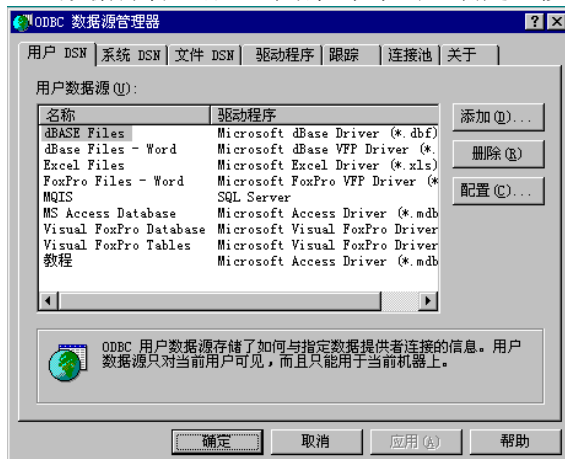 ODBC 数据源管理器
用户 DSN 系统 DSN 文件 DSN 驱动程序 跟踪 连接池 关于
用户数据源(U):
名称 驱动程序 添加(D)...
dBASE Files Microsoft dBase Driver (*.dbf)
dBase Files - Word Microsoft dBase VFP Driver (*. 删除(R)
Excel Files Microsoft Excel Driver (*.xls)
FoxPro Files - Word Microsoft FoxPro VFP Driver (* 配置(C)...
MQIS SQL Server
MS Access Database Microsoft Access Driver (*.mdb
Visual FoxPro Database Microsoft Visual FoxPro Driver
Visual FoxPro Tables Microsoft Visual FoxPro Driver
教程 Microsoft Access Driver (*.mdb
ODBC 用户数据源存储了如何与指定数据提供者连接的信息。用户
数据源只对当前用户可见，而且只能用于当前机器上。
确定 取消 应用(A) 帮助